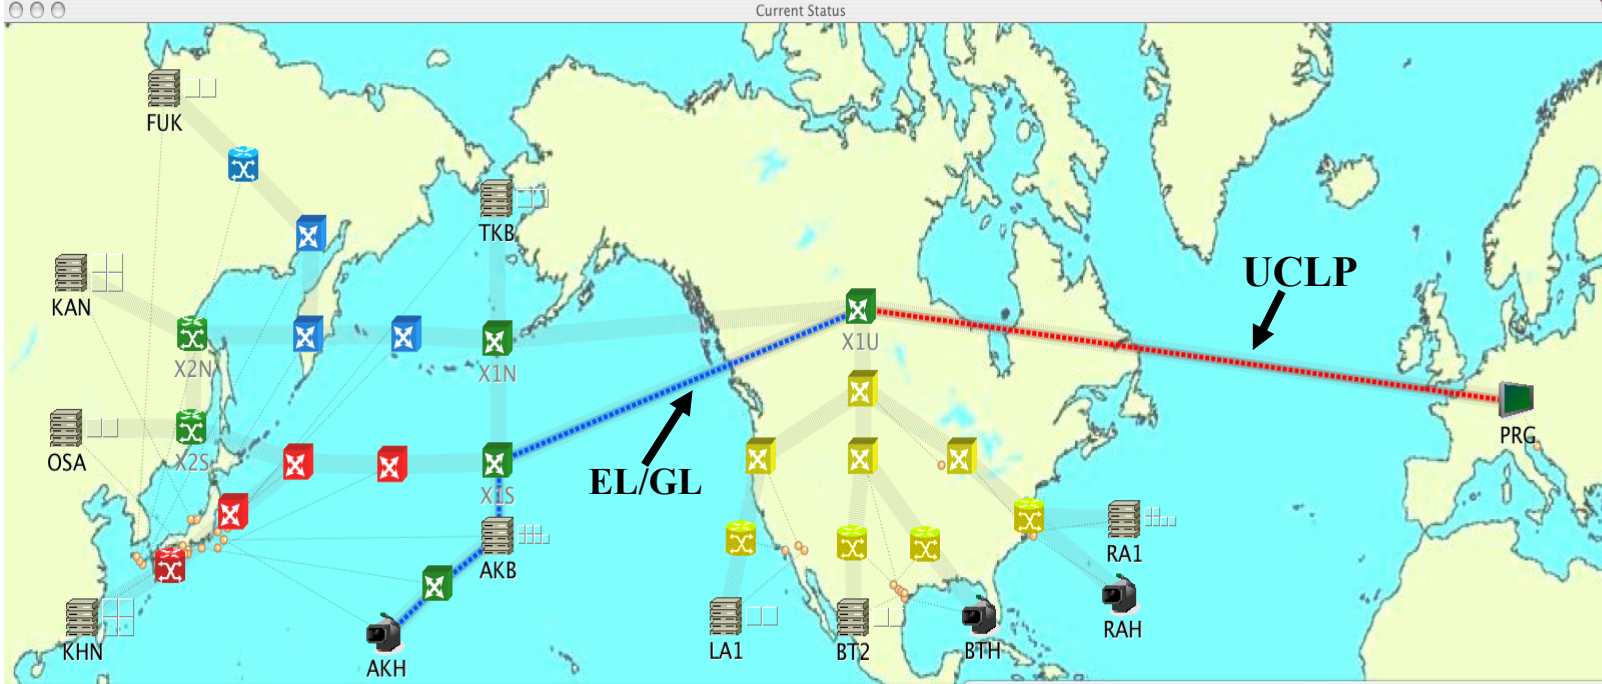 Current Status
FUK
TKB
UCLP
KAN
X1U
X2N
X1N
PRG
OSA
X2S
EL/GL
X1S
RA1
AKB
RAH
KHN
AKH
LA1
BT2
BTH